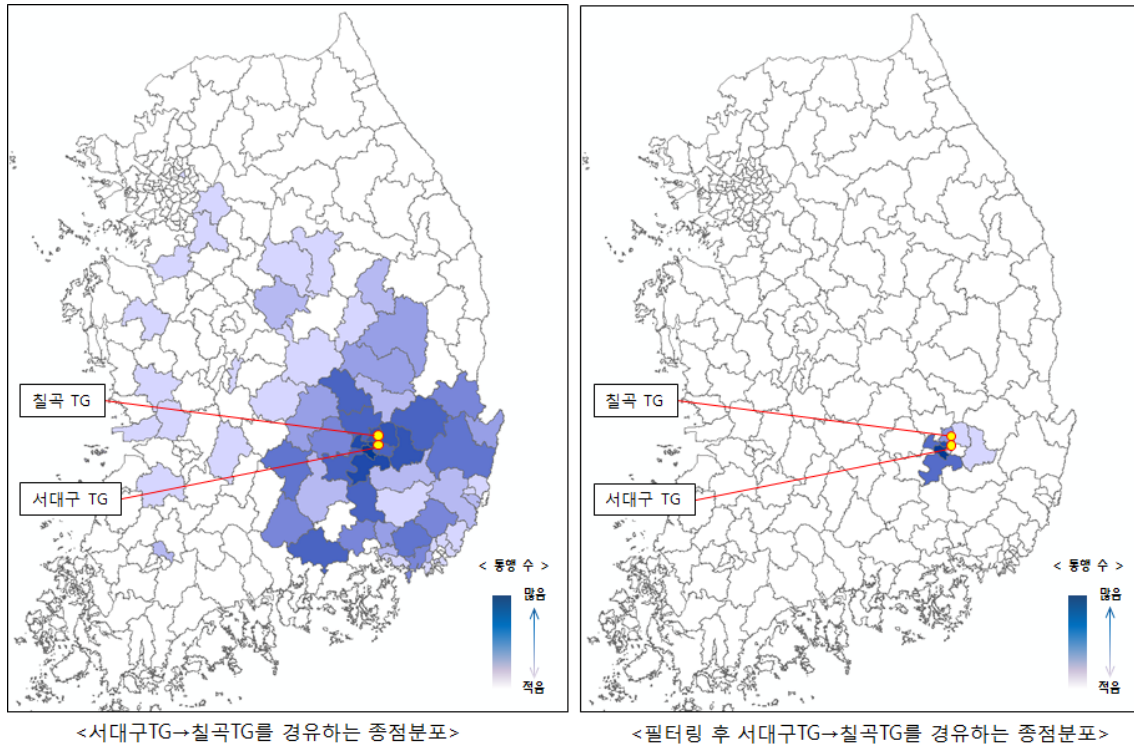 칠곡 TG
서대구 TG
< 통행 수 >
많음
적음
<서대구TG→칠곡TG를 경유하는 종점분포>
칠곡 TG
서대구 TG
< 통행 수 >
많음
적음
<필터링 후 서대구TG→칠곡TG를 경유하는 종점분포>